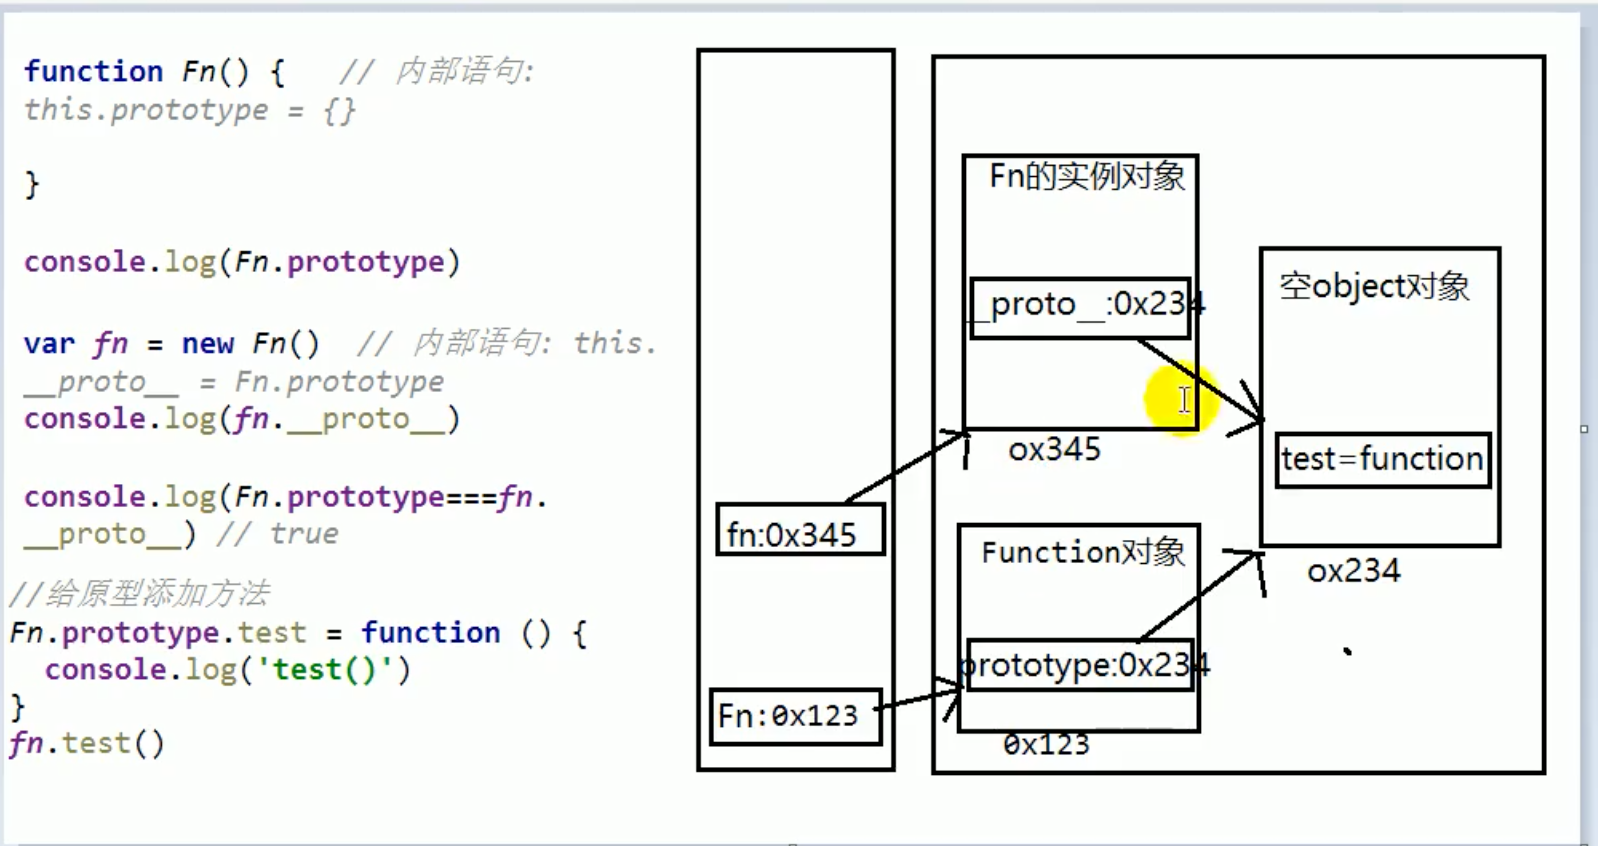 function Fn() {   // 内部语句:
this.prototype = {}
}
console.log(Fn.prototype)
var fn = new Fn()  // 内部语句: this.
__proto__ = Fn.prototype
console.log(fn.__proto__)
console.log(Fn.prototype===fn.
__proto__) // true
//给原型添加方法
Fn.prototype.test = function () {
  console.log('test()')
}
fn.test()
fn:0x345
Fn:0x123
Fn的实例对象
__proto__:0x234
ox345
Function对象
prototype:0x234
0x123
空object对象
test=function
ox234